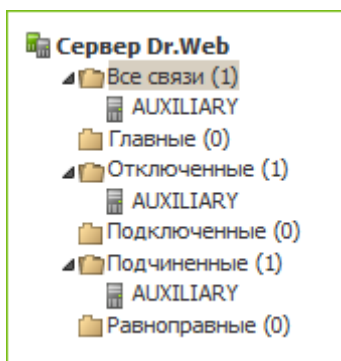 Сервер Dr.Web
Все связи (1)
AUXILIARY
Главные (0)
Отключенные (1)
AUXILIARY
Подключенные (0)
Подчиненные (1)
AUXILIARY
Равноправные (0)